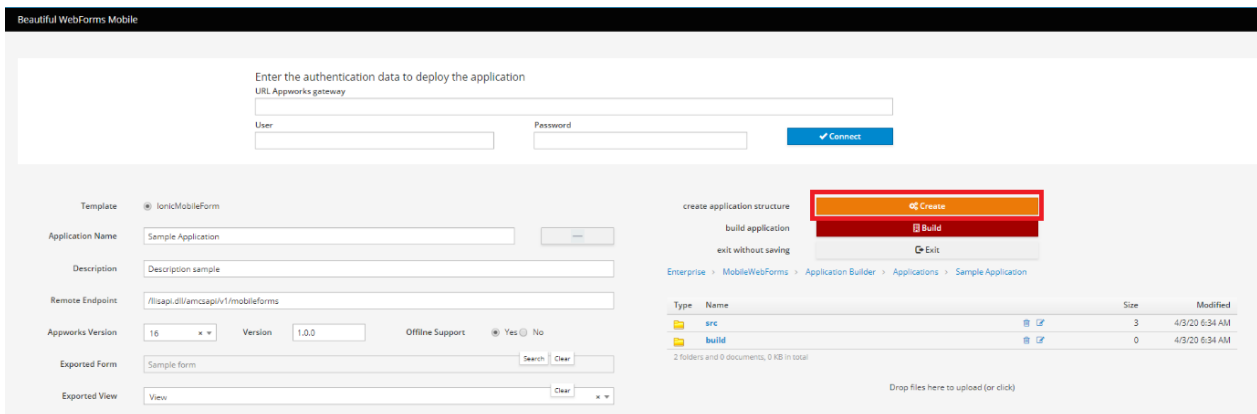 Beautiful WebForms Mobile
Enter the authentication data to deploy the application
URL Appworks gateway
User
Password
Connect
Template
IonicMobileForm
Application Name
Sample Application
Description
Description sample
Remote Endpoint
/llisapi.dll/amcsapi/v1/mobileforms
Appworks Version
16
Version
1.0.0
Offilne Support
Yes
No
Exported Form
Sample form
Search
Clear
Exported View
View
Clear
create application structure
Create
build application
Build
exit without saving
Exit
Enterprise > MobileWebForms > Application Builder > Applications > Sample Application
Type Name Size Modified
src 3 4/3/20 6:34 AM
build 0 4/3/20 6:34 AM
2 folders and 0 documents, 0 KB in total
Drop files here to upload (or click)